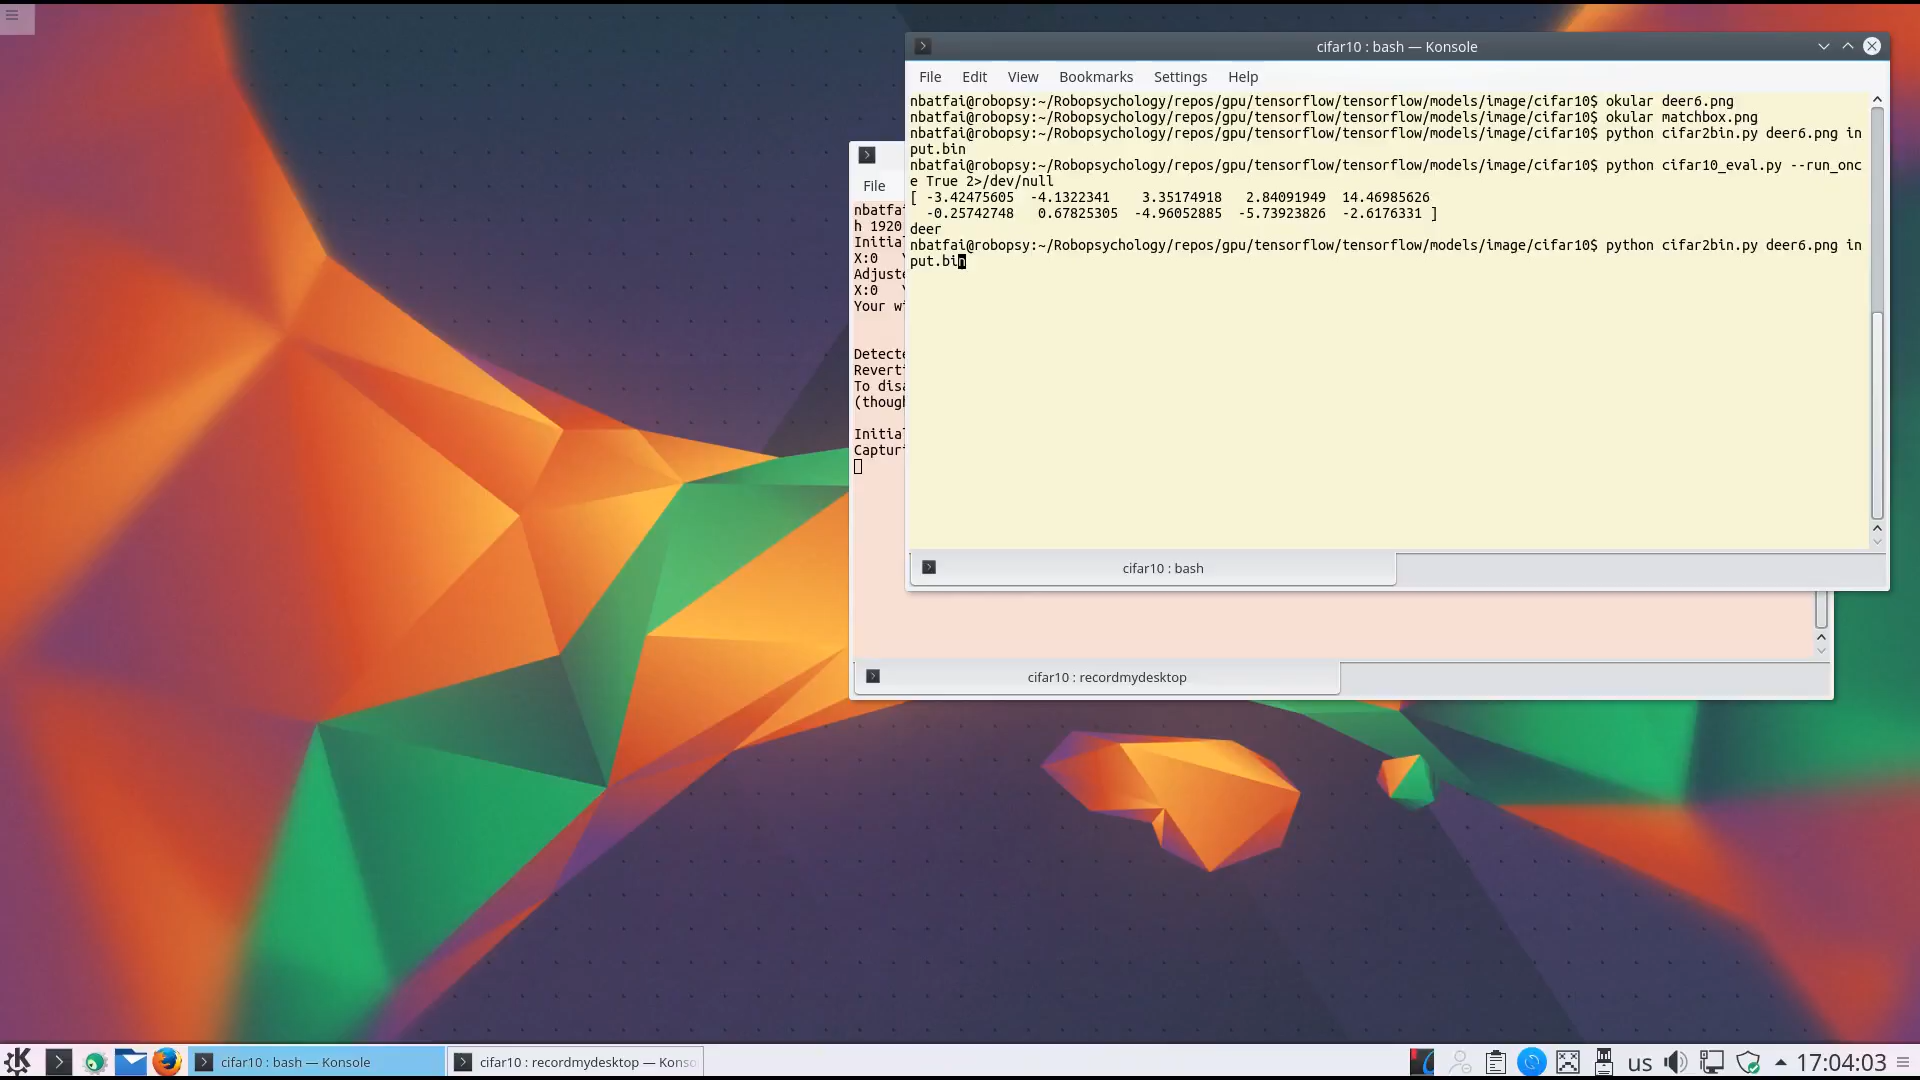 cifar10 : bash — Konsole
File Edit View Bookmarks Settings Help
nbatfai@robopsy:~/Robopsychology/repos/gpu/tensorflow/tensorflow/models/image/cifar10$ okular deer6.png
nbatfai@robopsy:~/Robopsychology/repos/gpu/tensorflow/tensorflow/models/image/cifar10$ okular matchbox.png
nbatfai@robopsy:~/Robopsychology/repos/gpu/tensorflow/tensorflow/models/image/cifar10$ python cifar2bin.py deer6.png in
put.bin
nbatfai@robopsy:~/Robopsychology/repos/gpu/tensorflow/tensorflow/models/image/cifar10$ python cifar10_eval.py --run_onc
e True 2>/dev/null
[ -3.42475605 -4.1322341 3.35174918 2.84091949 14.46985626
-0.25742748 0.67825305 -4.96052885 -5.73923826 -2.6176331 ]
deer
nbatfai@robopsy:~/Robopsychology/repos/gpu/tensorflow/tensorflow/models/image/cifar10$ python cifar2bin.py deer6.png in
put.bin
cifar10 : bash
File
nbatfa
h 1920
Initia
X:0
Adjuste
X:0
Your w
Detecte
Revert
To disa
(though
Initial
Captur
cifar10 : recordmydesktop
cifar10 : bash — Konsole
cifar10 : recordmydesktop — Konso
us
17:04:03